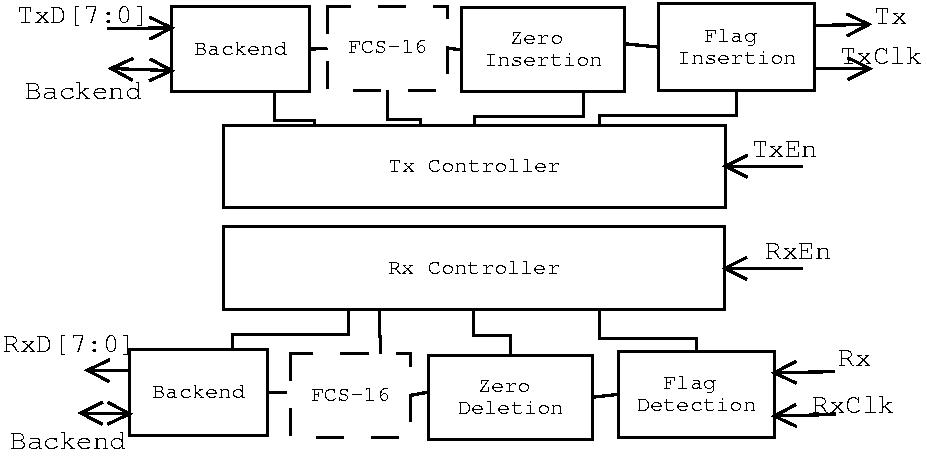 TxD[7:0]
Backend
Backend
FCS-16
Zero
Insertion
Flag
Insertion
Tx
TxClk
Tx Controller
TxEn
Rx Controller
RxEn
RxD[7:0]
Backend
Backend
FCS-16
Zero
Deletion
Flag
Detection
Rx
RxClk